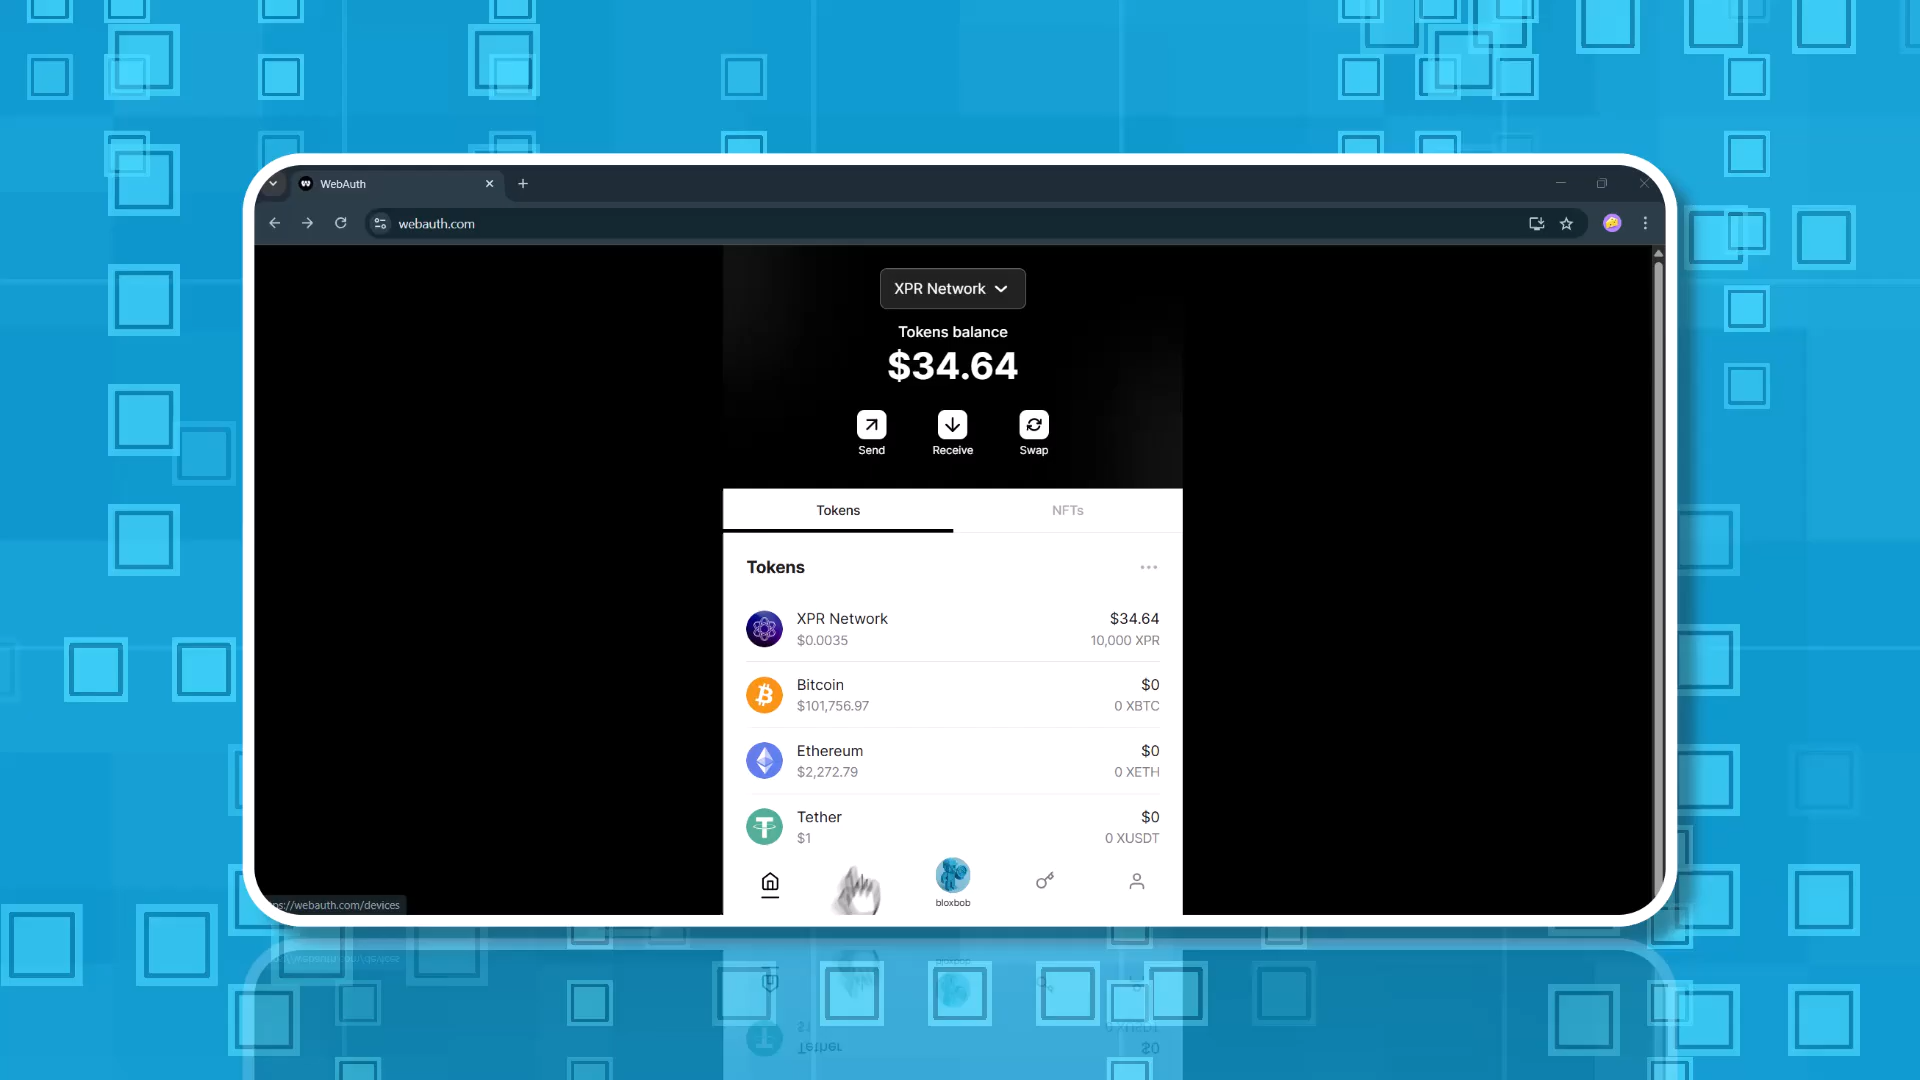 WebAuth
webauth.com
XPR Network
Tokens balance
$34.64
Send
Receive
Swap
Tokens
NFTs
Tokens
XPR Network
$34.64
$0.0035
10,000 XPR
Bitcoin
$0
$101,756.97
0 XBTC
Ethereum
$0
$2,272.79
0 XETH
Tether
$0
$1
0 XUSDT
bloxbob
ps://webauth.com/devices